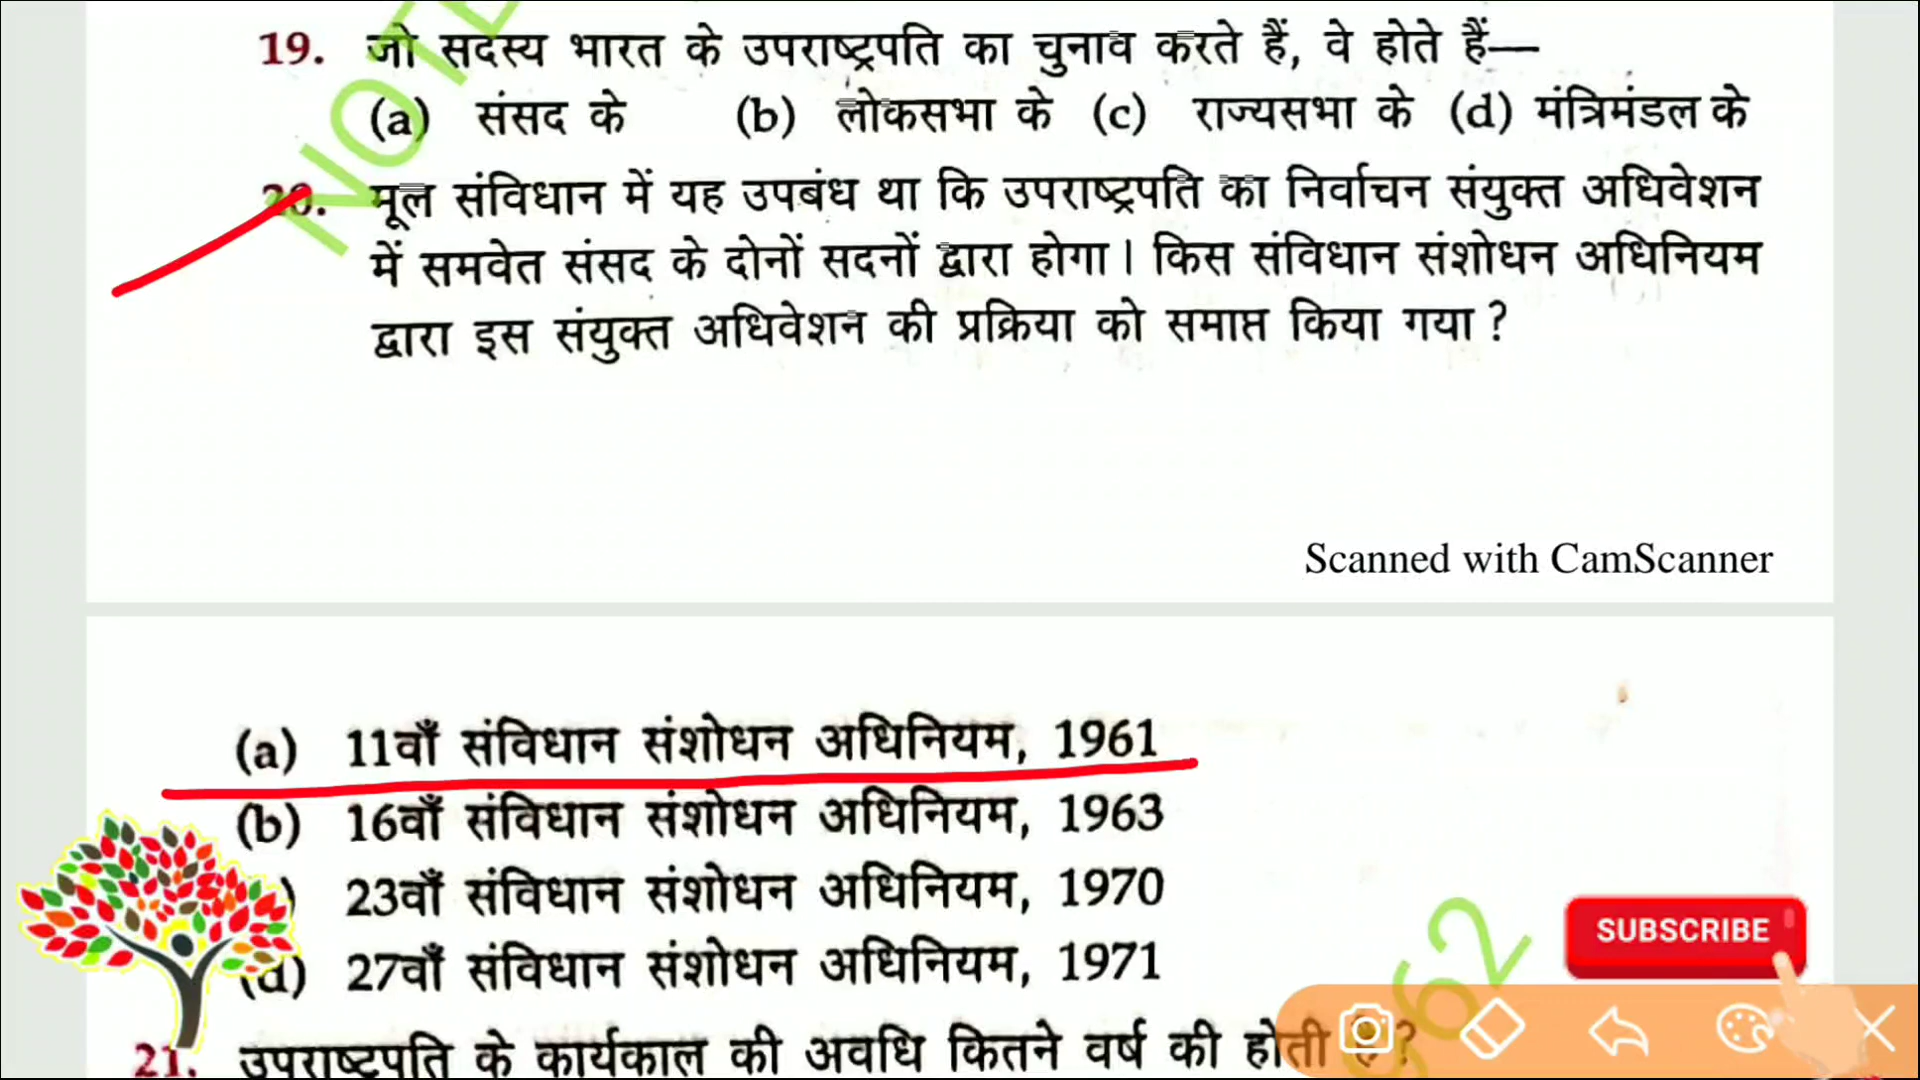 NOTE
19. जो सदस्य भारत के उपराष्ट्रपति का चुनाव करते हैं, वे होते हैं—
(a) संसद के (b) लोकसभा के (c) राज्यसभा के (d) मंत्रिमंडल के
20. मूल संविधान में यह उपबंध था कि उपराष्ट्रपति का निर्वाचन संयुक्त अधिवेशन
में समवेत संसद के दोनों सदनों द्वारा होगा। किस संविधान संशोधन अधिनियम
द्वारा इस संयुक्त अधिवेशन की प्रक्रिया को समाप्त किया गया?
Scanned with CamScanner
(a) 11वाँ संविधान संशोधन अधिनियम, 1961
(b) 16वाँ संविधान संशोधन अधिनियम, 1963
) 23वाँ संविधान संशोधन अधिनियम, 1970
(d) 27वाँ संविधान संशोधन अधिनियम, 1971
SUBSCRIBE
962
21. उपराष्ट्रपति के कार्यकाल की अवधि कितने वर्ष की होती है?